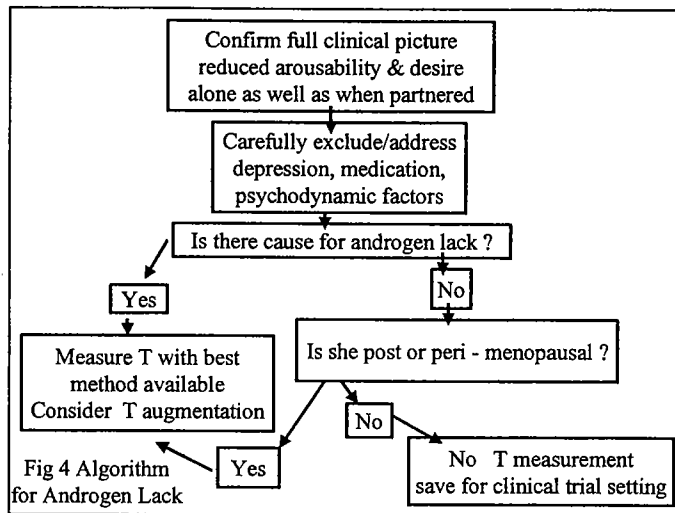 Confirm full clinical picture
reduced arousability & desire
alone as well as when partnered
Carefully exclude/address
depression, medication,
psychodynamic factors
Is there cause for androgen lack ?
Yes
No
Measure T with best
method available
Consider T augmentation
Is she post or peri - menopausal ?
No
Yes
No T measurement
save for clinical trial setting
Fig 4 Algorithm
for Androgen Lack